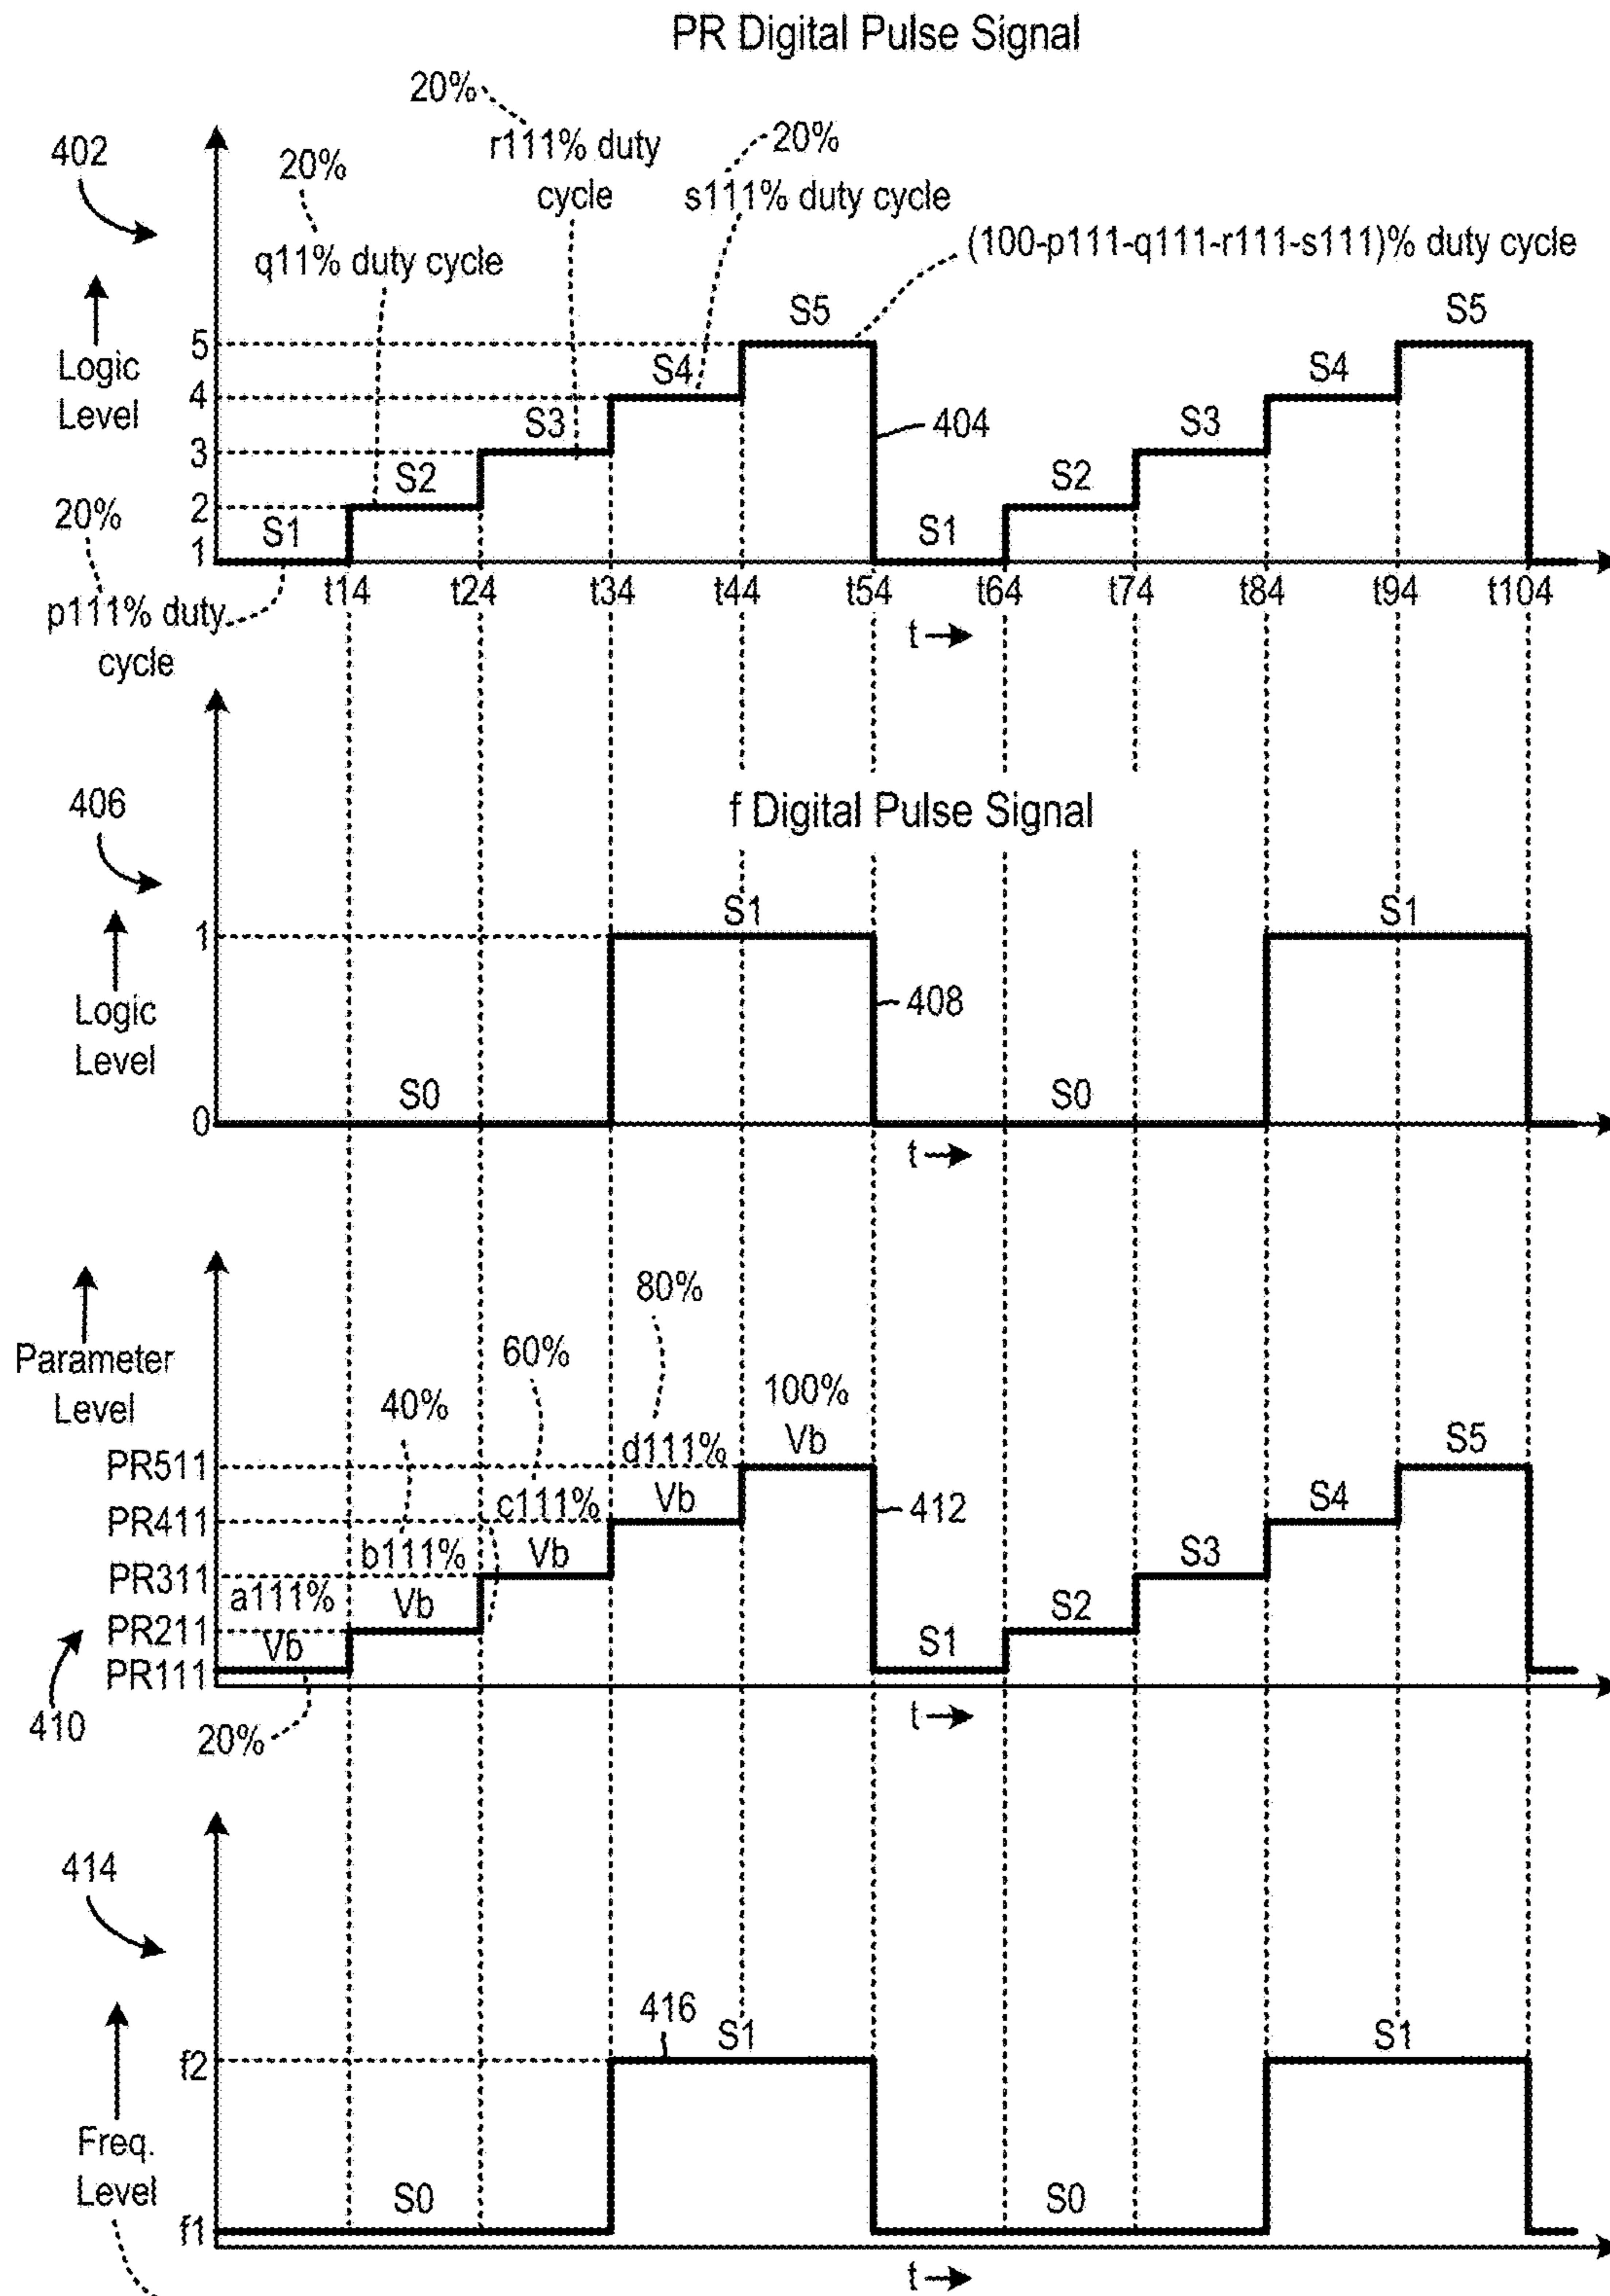 PR Digital Pulse Signal
402
20%
r111% duty
cycle
20%
s111% duty cycle
20%
q11% duty cycle
(100-p111-q111-r111-s111)% duty cycle
Logic
Level
5
4
3
2
1
S1
S2
S3
S4
S5
404
S1
S2
S3
S4
S5
20%
p111% duty
cycle
t14
t24
t34
t44
t54
t64
t74
t84
t94
t104
t
f Digital Pulse Signal
406
Logic
Level
1
0
S0
S1
408
S0
S1
t
Parameter
Level
PR511
PR411
PR311
PR211
PR111
410
a111%
Vb
20%
40%
b111%
Vb
60%
c111%
Vb
80%
d111%
Vb
100%
Vb
412
S1
S2
S3
S4
S5
t
414
Freq.
Level
f2
f1
S0
416
S1
S0
S1
t